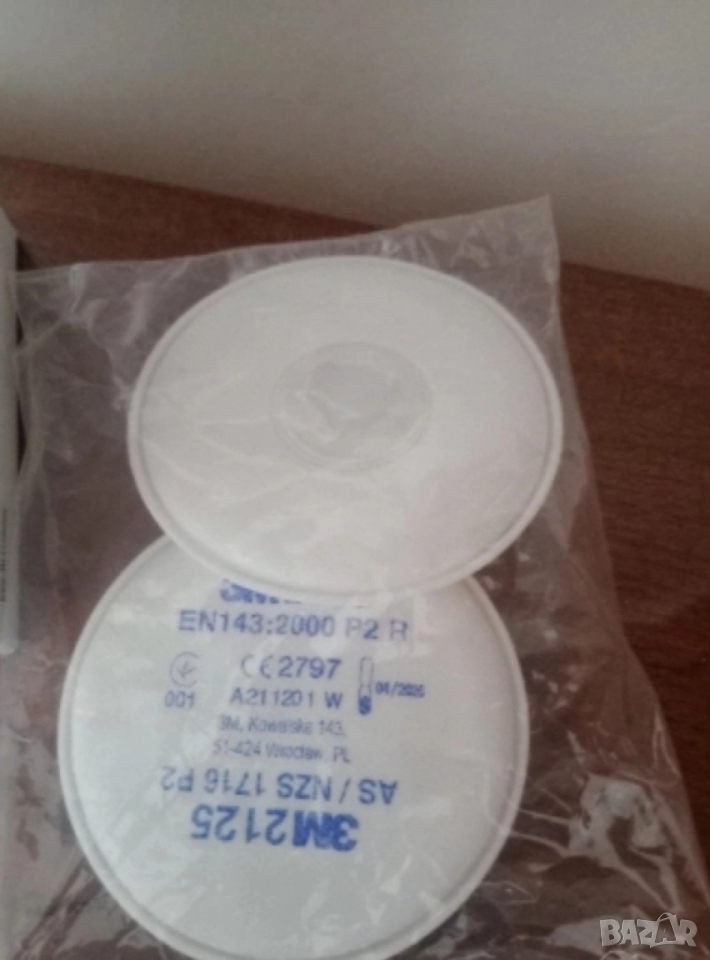 EN143:2000 P2 R
CE 2797
001 A211201 W
3M, Kowalska 143,
51-424 Wrocław, PL
AS / NZS 1716 P2
3M 2125
BAZAR